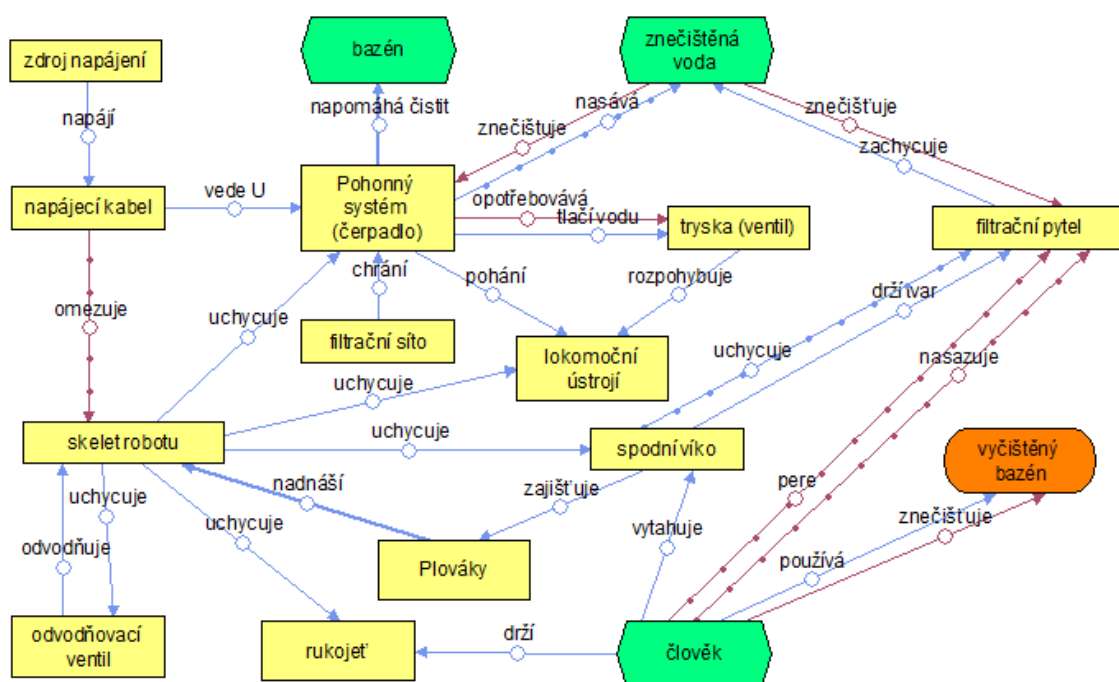 bazén
znečištěná
voda
zdroj napájení
napájí
napomáhá čistit
nasává
znečišťuje
znečišťuje
zachycuje
napájecí kabel
vede U
Pohonný
systém
(čerpadlo)
opotřebovává
tlačí vodu
tryska (ventil)
filtrační pytel
omezuje
uchycuje
chrání
pohání
rozpohybuje
drží tvar
filtrační síto
lokomoční
ústrojí
uchycuje
nasazuje
uchycuje
skelet robotu
uchycuje
spodní víko
vyčištěný
bazén
nadnáší
zajišťuje
pere
uchycuje
uchycuje
vytahuje
znečišťuje
odvodňuje
Plováky
používá
odvodňovací
ventil
rukojeť
drží
člověk